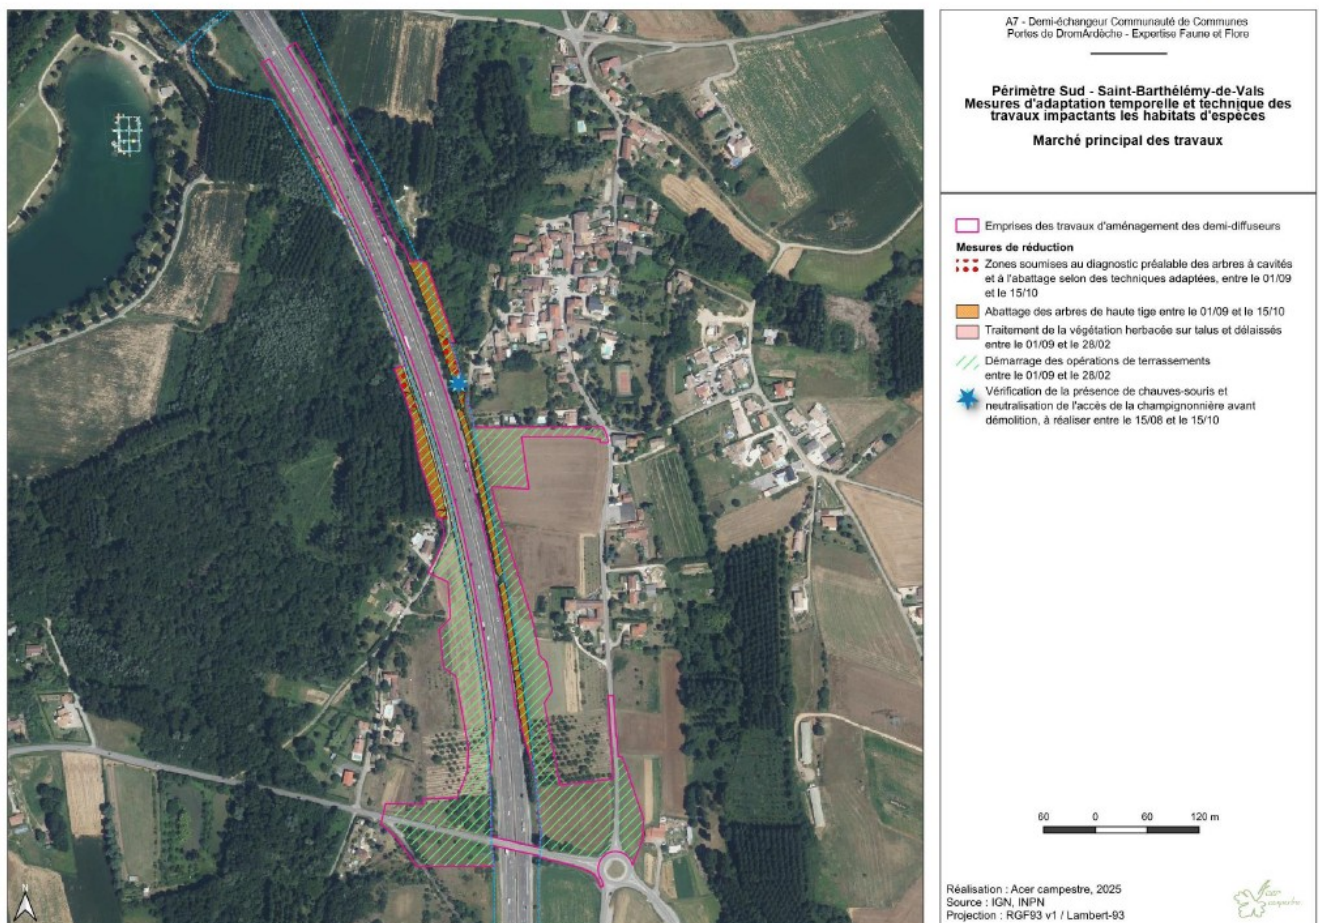 A7 - Demi-échangeur Communauté de Communes
Portes de DromArdèche - Expertise Faune et Flore
Périmètre Sud - Saint-Barthélémy-de-Vals
Mesures d'adaptation temporelle et technique des
travaux impactants les habitats d'espèces
Marché principal des travaux
Emprises des travaux d'aménagement des demi-diffuseurs
Mesures de réduction
Zones soumises au diagnostic préalable des arbres à cavités
et à l'abattage selon des techniques adaptées, entre le 01/09
et le 15/10
Abattage des arbres de haute tige entre le 01/09 et le 15/10
Traitement de la végétation herbacée sur talus et délaissés
entre le 01/09 et le 28/02
Démarrage des opérations de terrassements
entre le 01/09 et le 28/02
Vérification de la présence de chauves-souris et
neutralisation de l'accès de la champignonnière avant
démolition, à réaliser entre le 15/08 et le 15/10
60 0 60 120 m
Réalisation : Acer campestre, 2025
Source : IGN, INPN
Projection : RGF93 v1 / Lambert-93
Acer
campestre
N